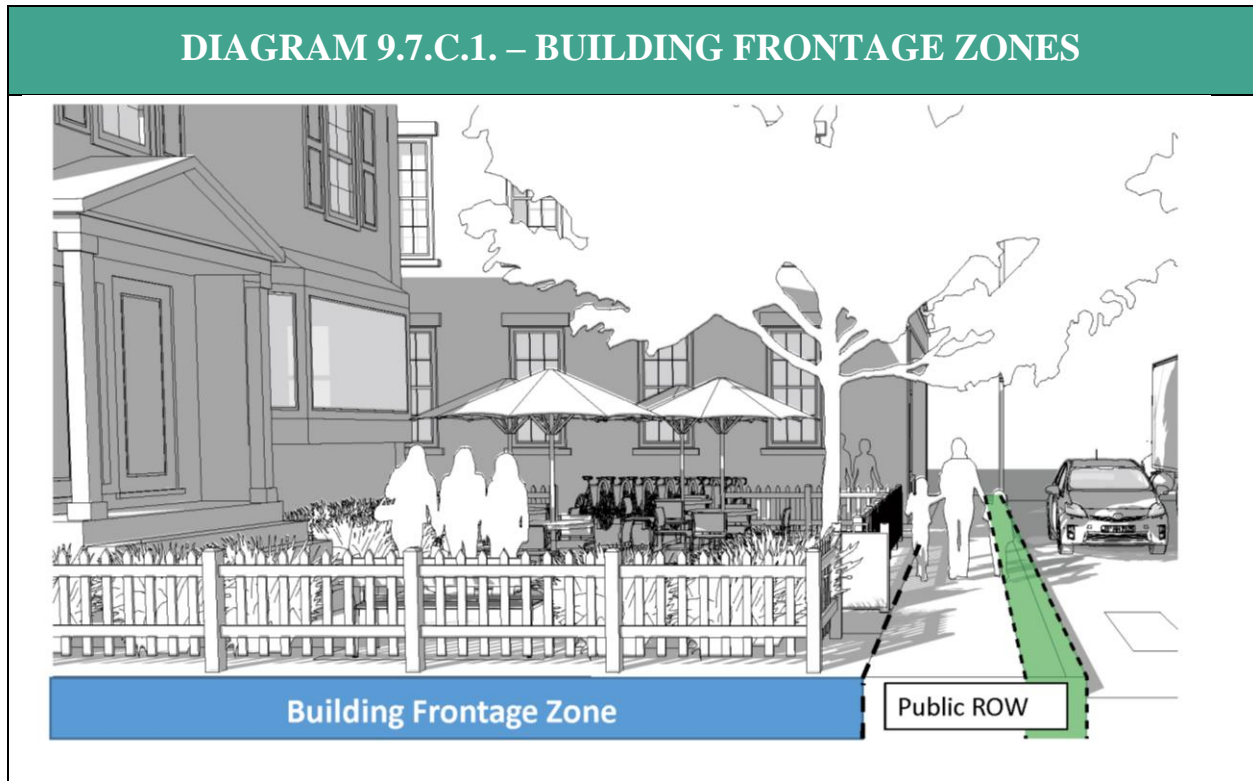 DIAGRAM 9.7.C.1. – BUILDING FRONTAGE ZONES
Building Frontage Zone
Public ROW